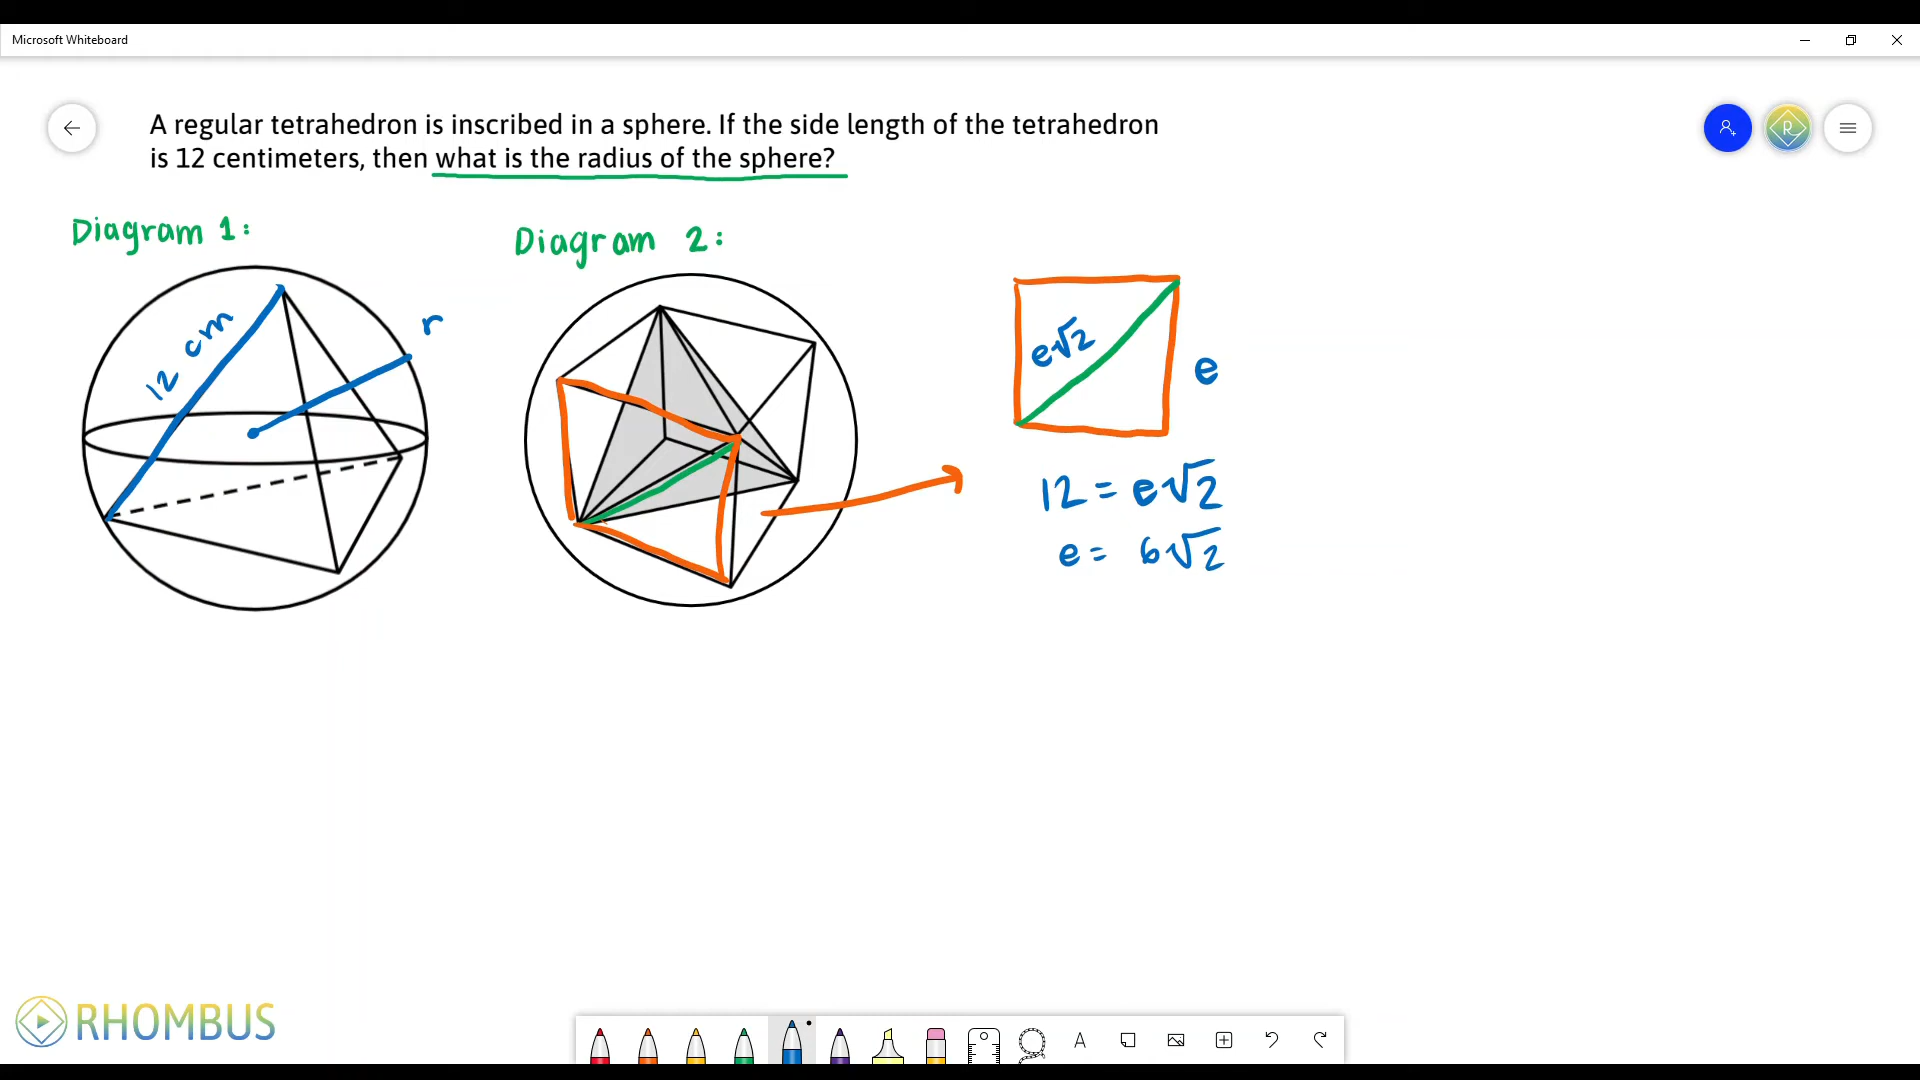 Microsoft Whiteboard
A regular tetrahedron is inscribed in a sphere. If the side length of the tetrahedron
is 12 centimeters, then what is the radius of the sphere?
Diagram 1:
Diagram 2:
12 cm
r
e√2
e
12 = e√2
e = 6√2
R
RHOMBUS
A